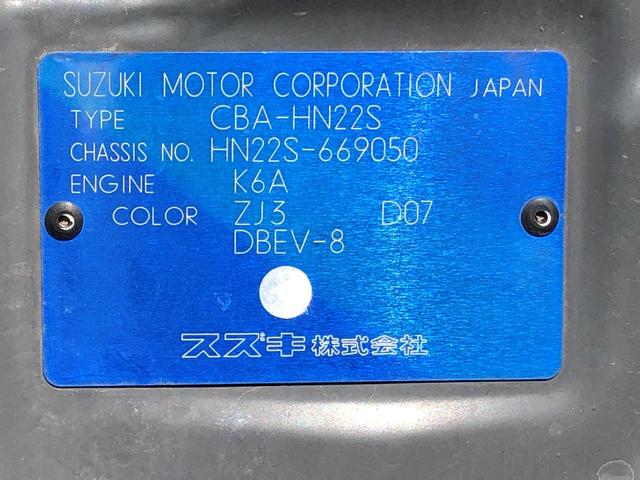 SUZUKI MOTOR CORPORATION JAPAN
TYPE CBA-HN22S
CHASSIS NO. HN22S-669050
ENGINE K6A
COLOR ZJ3 D07
DBEV-8
スズキ株式会社